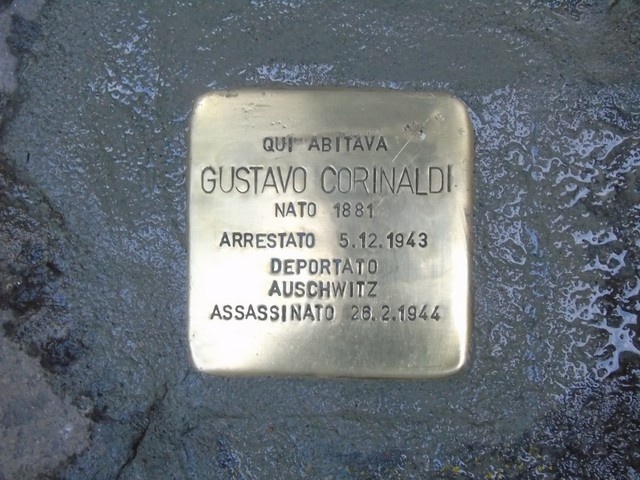 QUI ABITAVA
GUSTAVO CORINALDI
NATO 1881
ARRESTATO 5.12.1943
DEPORTATO
AUSCHWITZ
ASSASSINATO 26.2.1944